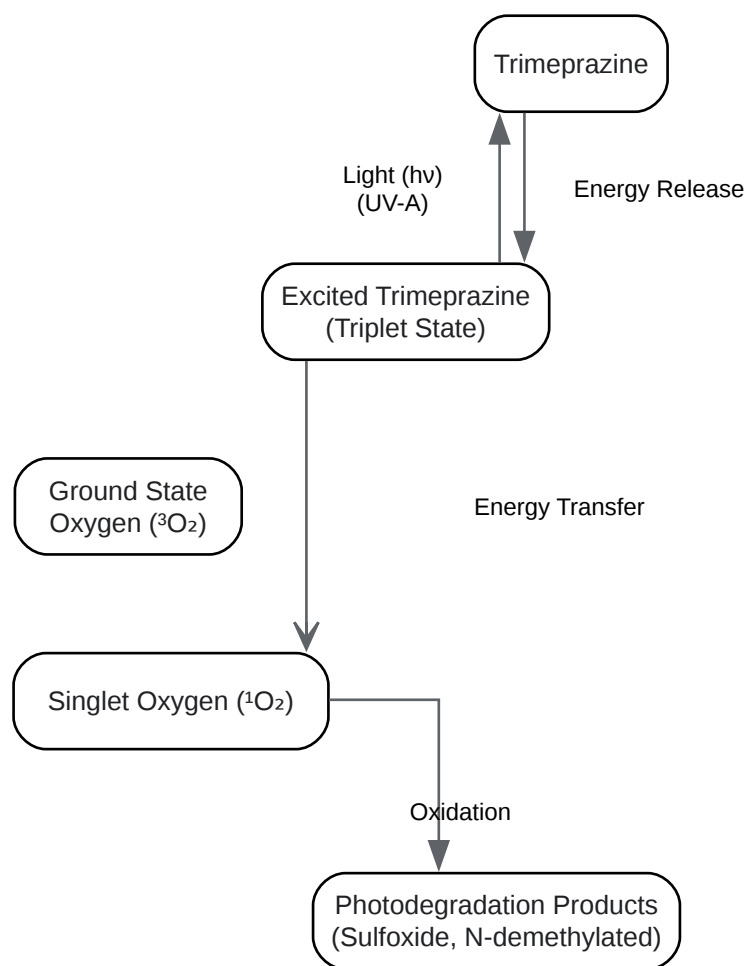 Trimeprazine
Light (hν)
(UV-A)
Energy Release
Excited Trimeprazine
(Triplet State)
Ground State
Oxygen (³O₂)
Energy Transfer
Singlet Oxygen (¹O₂)
Oxidation
Photodegradation Products
(Sulfoxide, N-demethylated)